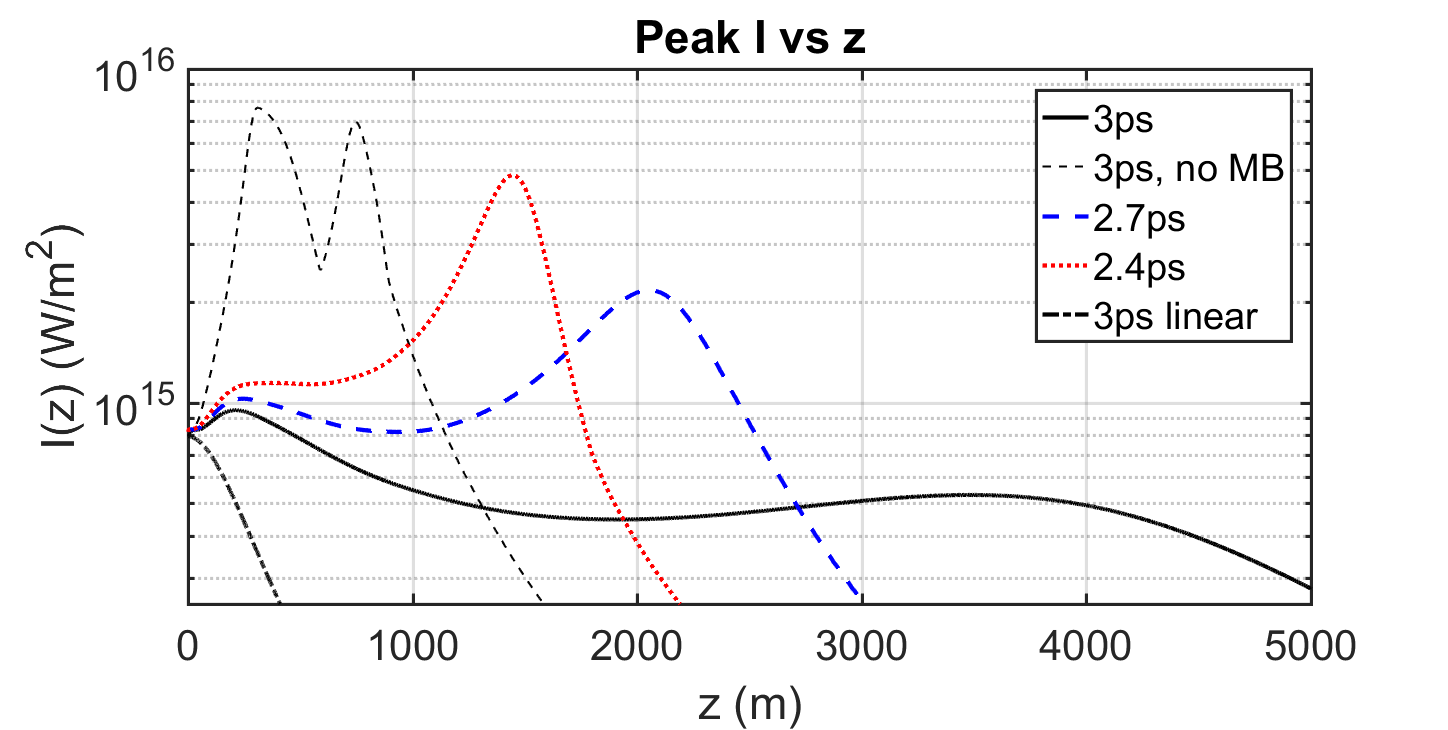 Peak I vs z
10^16
10^15
I(z) (W/m^2)
3ps
3ps, no MB
2.7ps
2.4ps
3ps linear
0 1000 2000 3000 4000 5000
z (m)